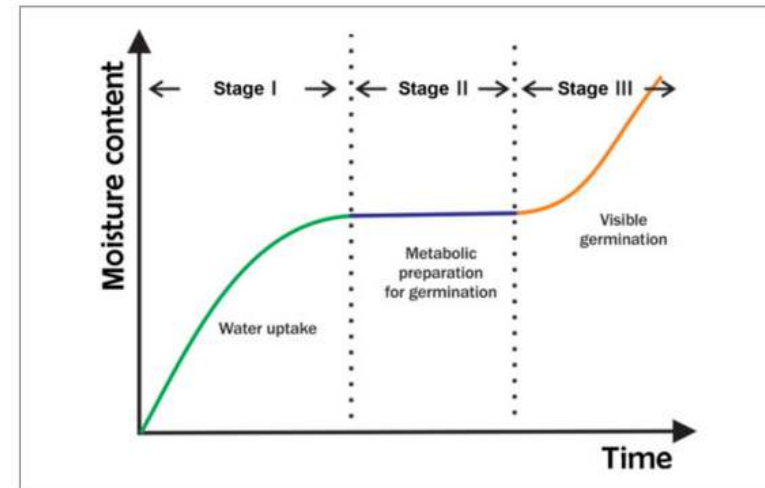 Stage I
Stage II
Stage III
Moisture content
Visible
germination
Metabolic
preparation
for germination
Water uptake
Time